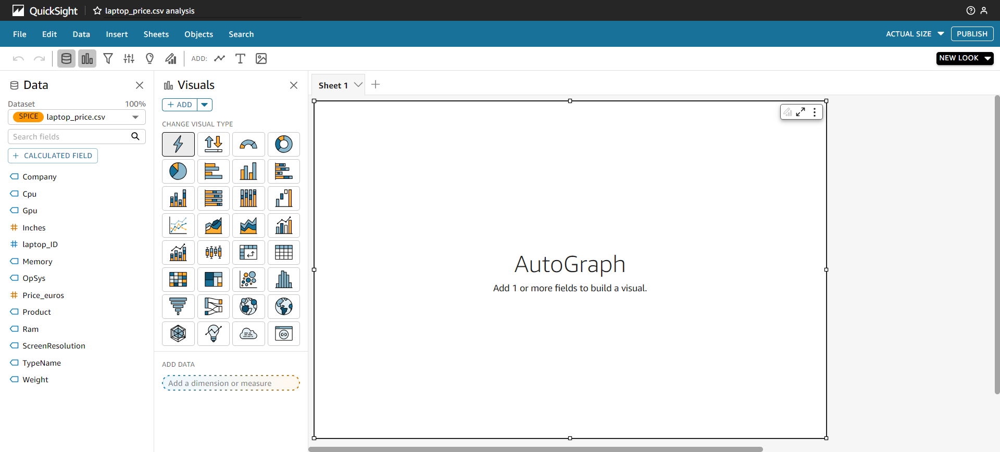 QuickSight laptop_price.csv analysis
File Edit Data Insert Sheets Objects Search ACTUAL SIZE PUBLISH
ADD: NEW LOOK
Data
Dataset 100%
SPICE laptop_price.csv
Search fields
+ CALCULATED FIELD
Company
Cpu
Gpu
Inches
laptop_ID
Memory
OpSys
Price_euros
Product
Ram
ScreenResolution
TypeName
Weight
Visuals
+ ADD
CHANGE VISUAL TYPE
ADD DATA
Add a dimension or measure
Sheet 1
AutoGraph
Add 1 or more fields to build a visual.